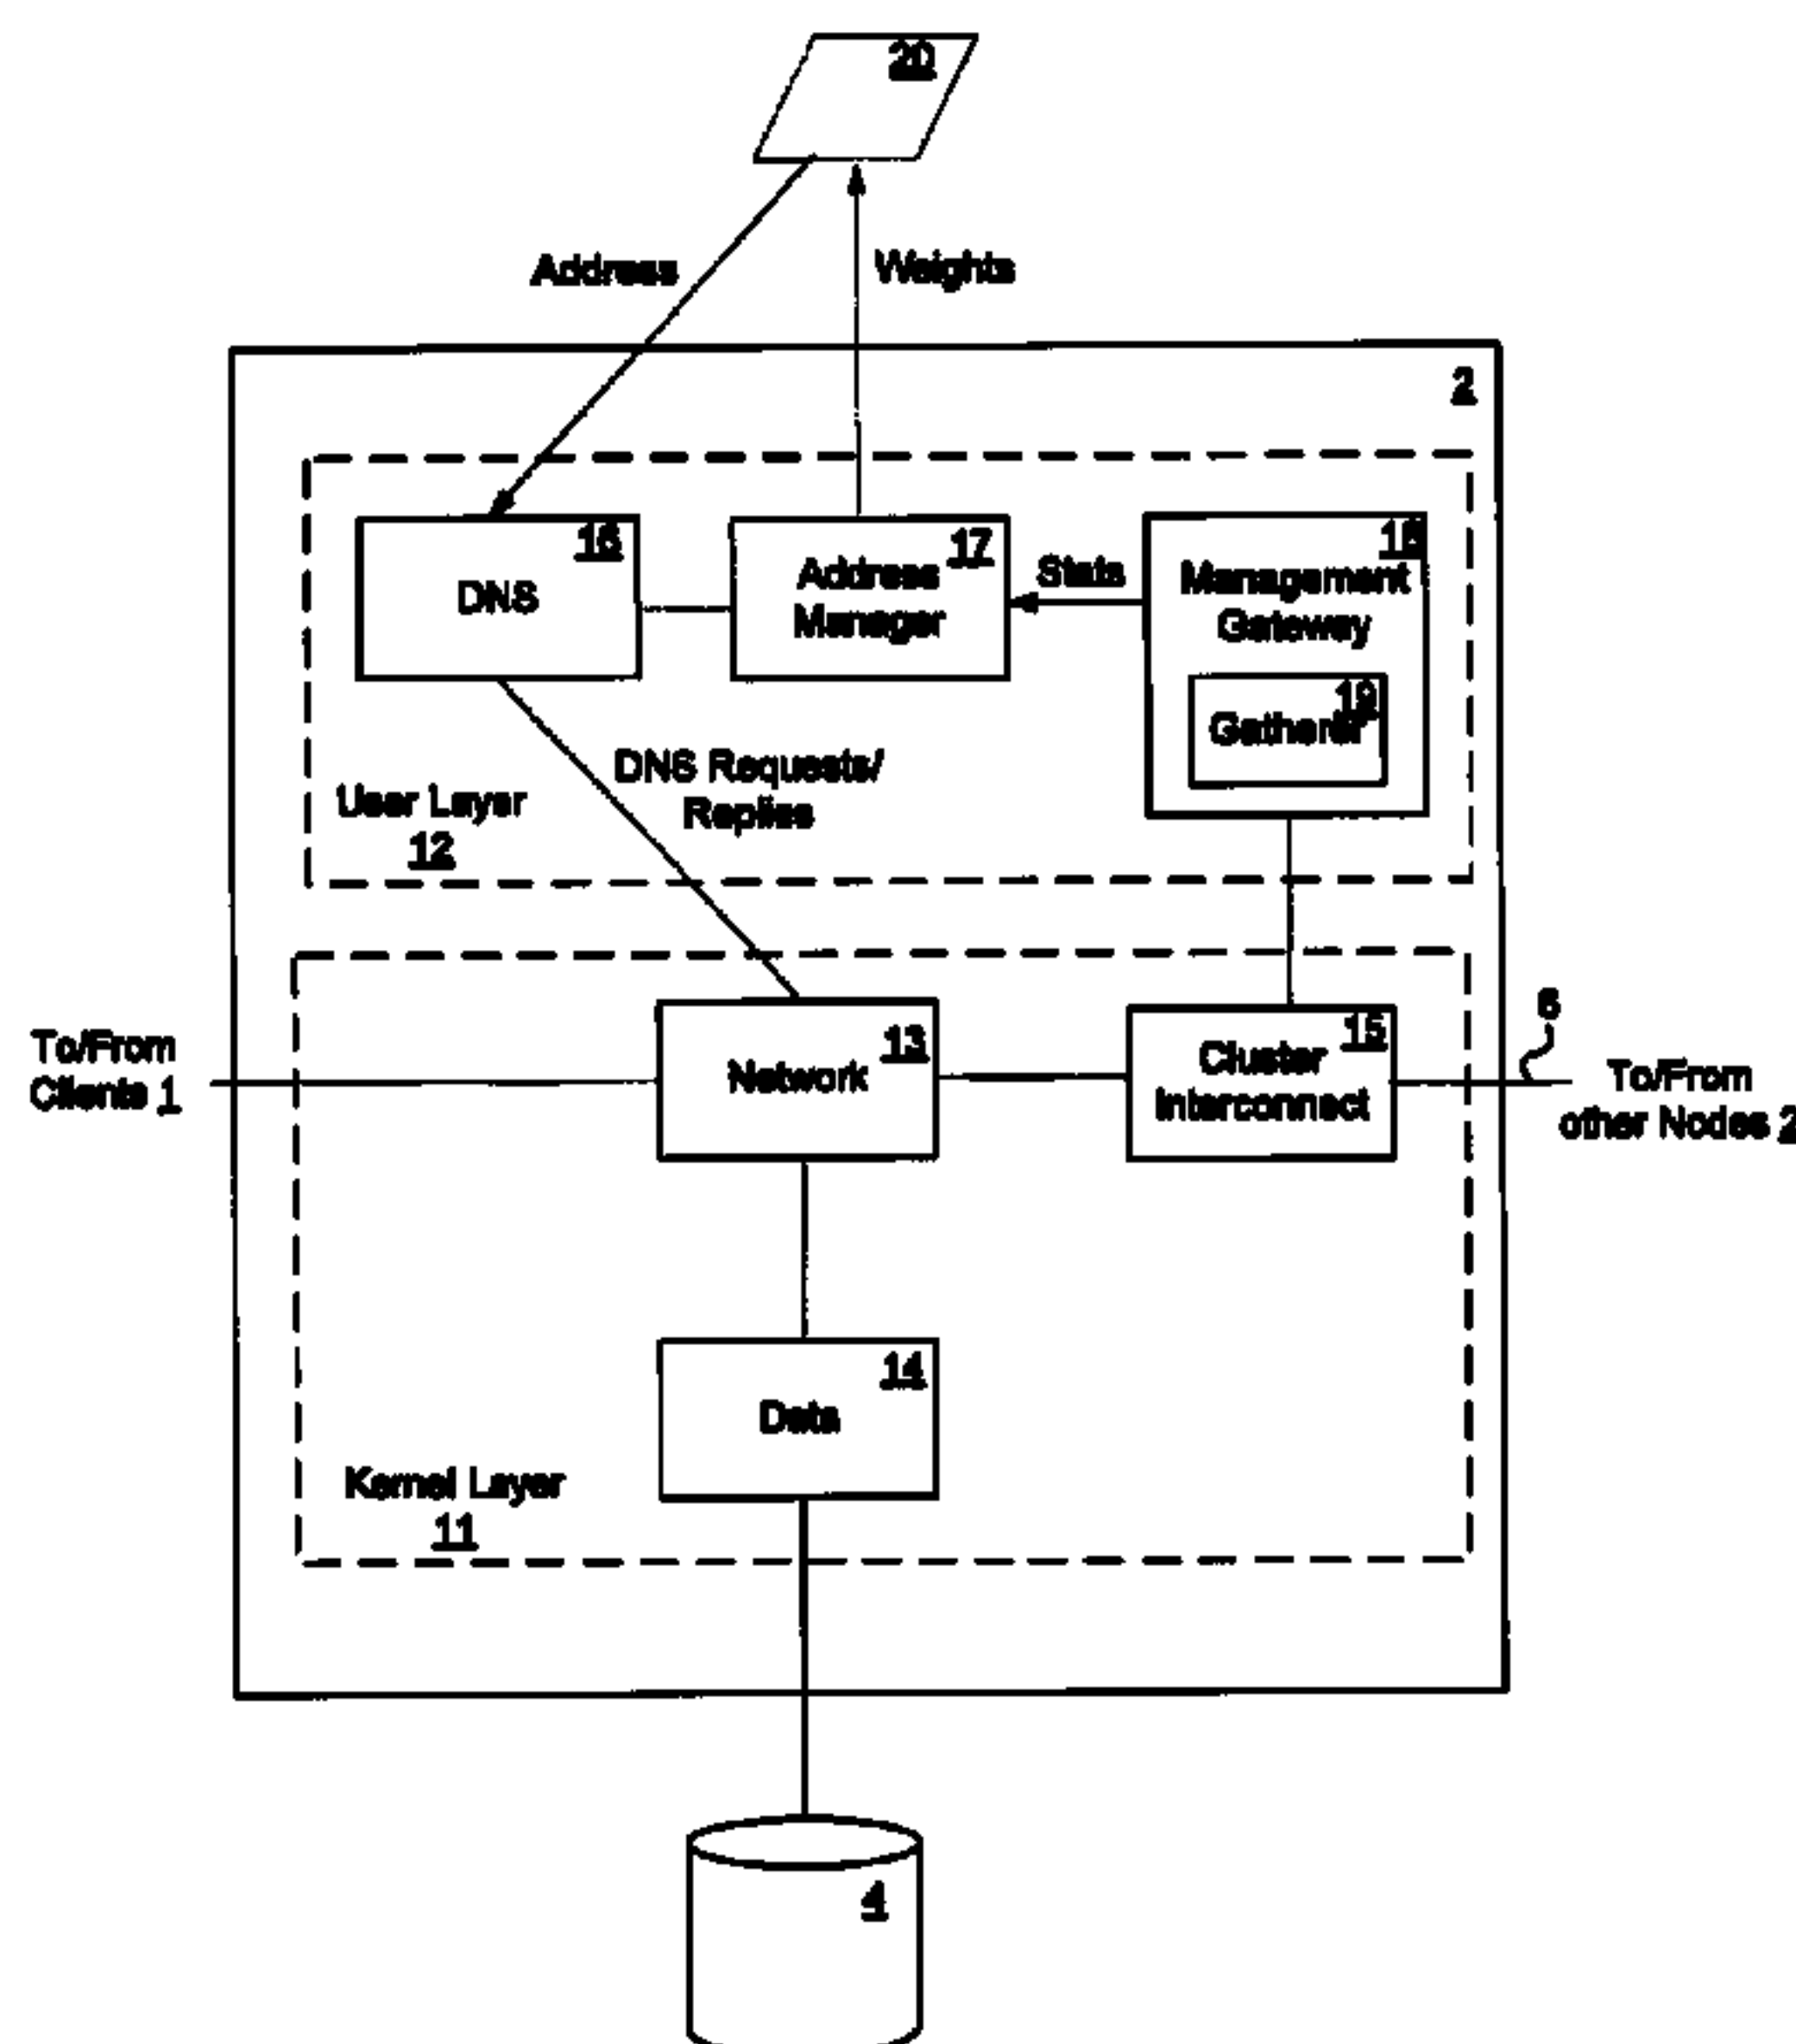 20
Address
Weights
2
16
DNS
17
Address
Manager
Stats
18
Management
Gateway
19
Gatherer
DNS Requests/
Replies
User Layer
12
To/From
Clients 1
13
Network
15
Cluster
Interconnect
6
To/From
other Nodes 2
14
Data
Kernel Layer
11
4